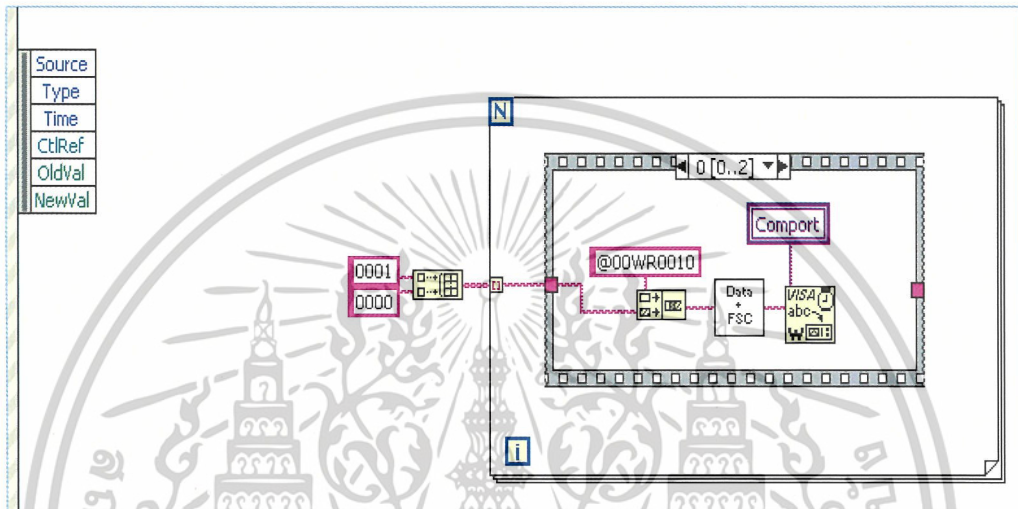 Source
Type
Time
CtlRef
OldVal
NewVal
N
0 [0..2]
Comport
@00WR0010
0001
0000
Data
+
FSC
VISA
abc
W
i